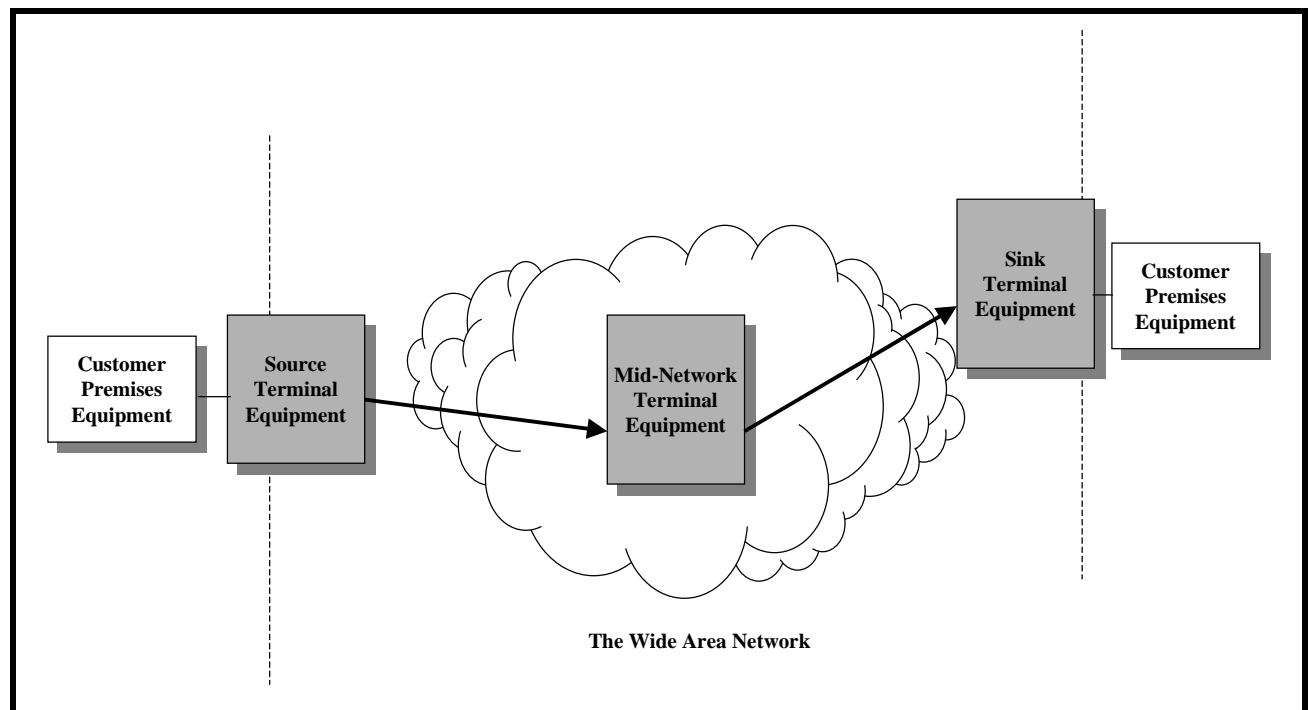 Customer
Premises
Equipment
Source
Terminal
Equipment
Mid-Network
Terminal
Equipment
Sink
Terminal
Equipment
Customer
Premises
Equipment
The Wide Area Network